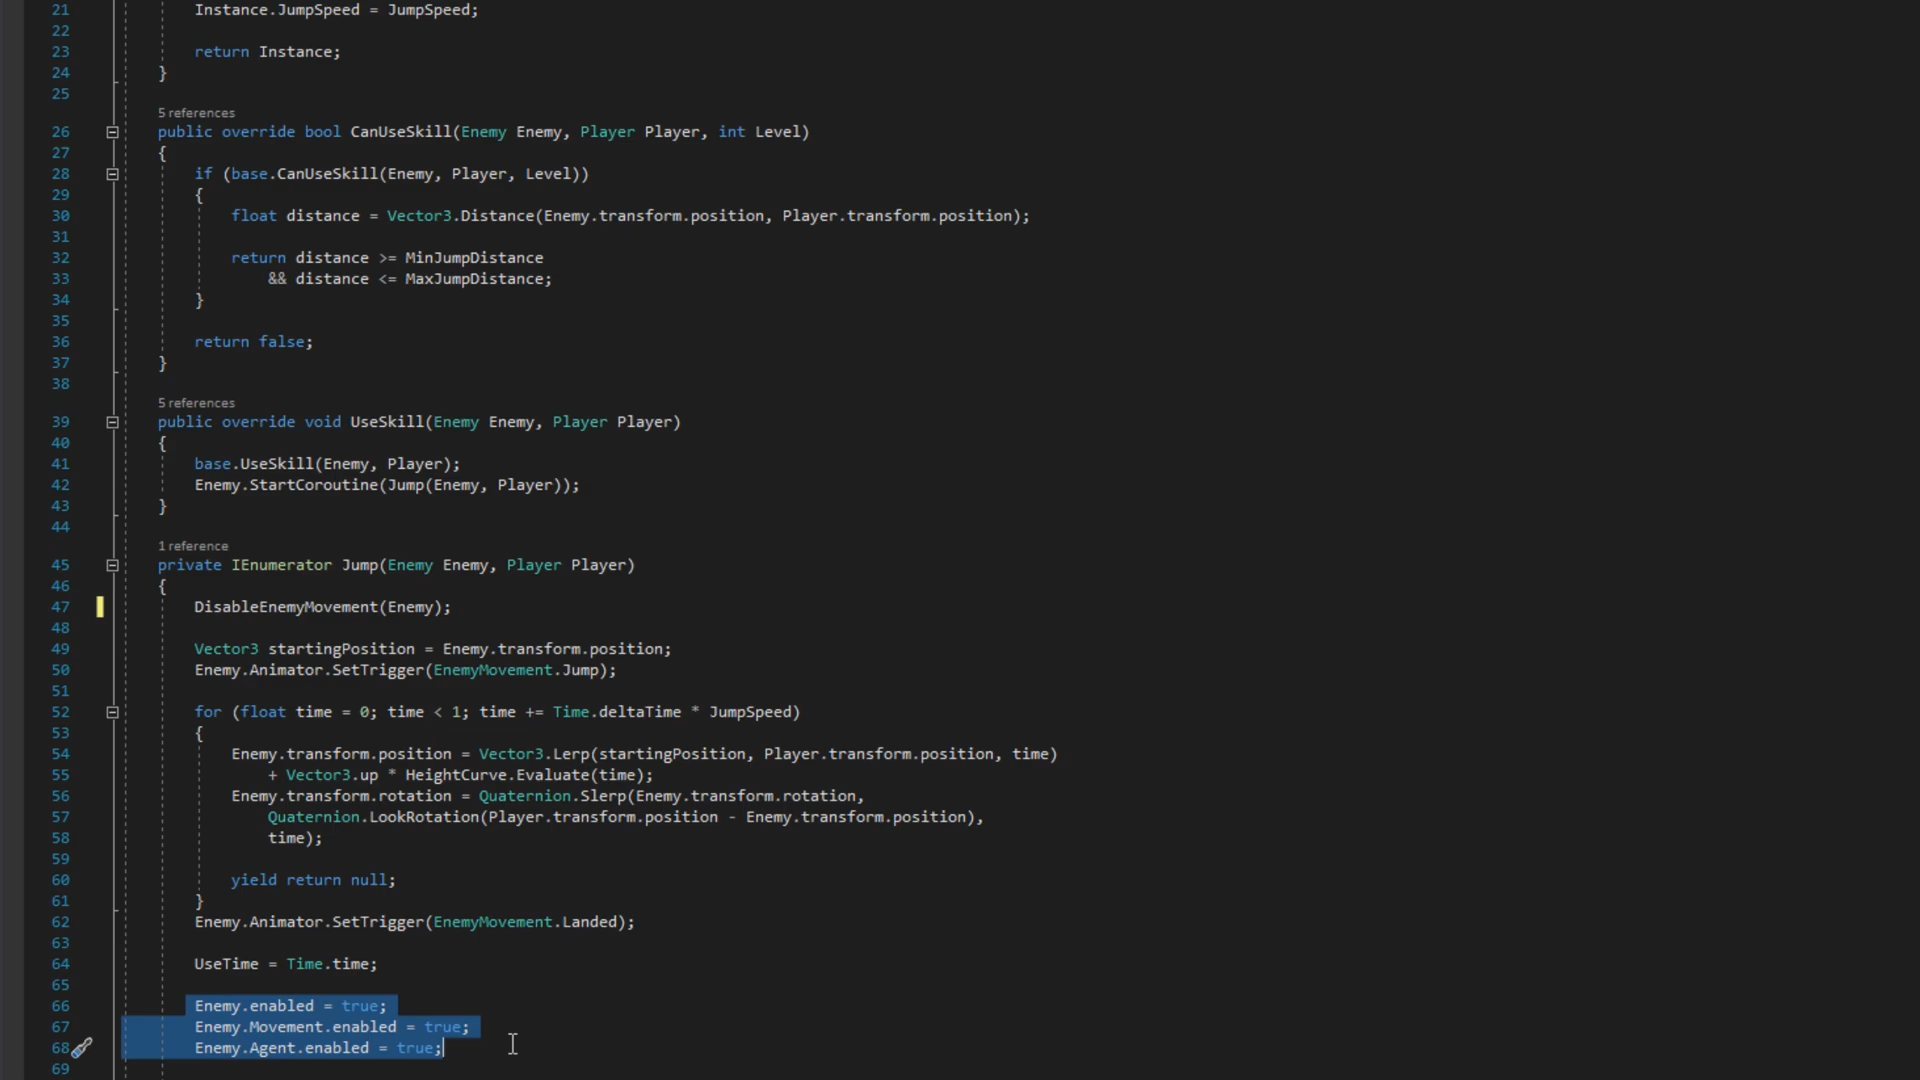 21 Instance.JumpSpeed = JumpSpeed;
22
23 return Instance;
24 }
25
5 references
26 public override bool CanUseSkill(Enemy Enemy, Player Player, int Level)
27 {
28 if (base.CanUseSkill(Enemy, Player, Level))
29 {
30 float distance = Vector3.Distance(Enemy.transform.position, Player.transform.position);
31
32 return distance >= MinJumpDistance
33 && distance <= MaxJumpDistance;
34 }
35
36 return false;
37 }
38
5 references
39 public override void UseSkill(Enemy Enemy, Player Player)
40 {
41 base.UseSkill(Enemy, Player);
42 Enemy.StartCoroutine(Jump(Enemy, Player));
43 }
44
1 reference
45 private IEnumerator Jump(Enemy Enemy, Player Player)
46 {
47 DisableEnemyMovement(Enemy);
48
49 Vector3 startingPosition = Enemy.transform.position;
50 Enemy.Animator.SetTrigger(EnemyMovement.Jump);
51
52 for (float time = 0; time < 1; time += Time.deltaTime * JumpSpeed)
53 {
54 Enemy.transform.position = Vector3.Lerp(startingPosition, Player.transform.position, time)
55 + Vector3.up * HeightCurve.Evaluate(time);
56 Enemy.transform.rotation = Quaternion.Slerp(Enemy.transform.rotation,
57 Quaternion.LookRotation(Player.transform.position - Enemy.transform.position),
58 time);
59
60 yield return null;
61 }
62 Enemy.Animator.SetTrigger(EnemyMovement.Landed);
63
64 UseTime = Time.time;
65
66 Enemy.enabled = true;
67 Enemy.Movement.enabled = true;
68 Enemy.Agent.enabled = true;
69